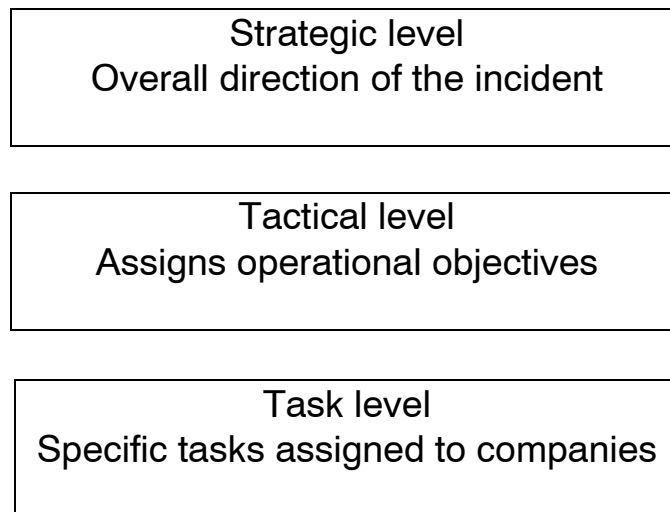 Strategic level
Overall direction of the incident
Tactical level
Assigns operational objectives
Task level
Specific tasks assigned to companies